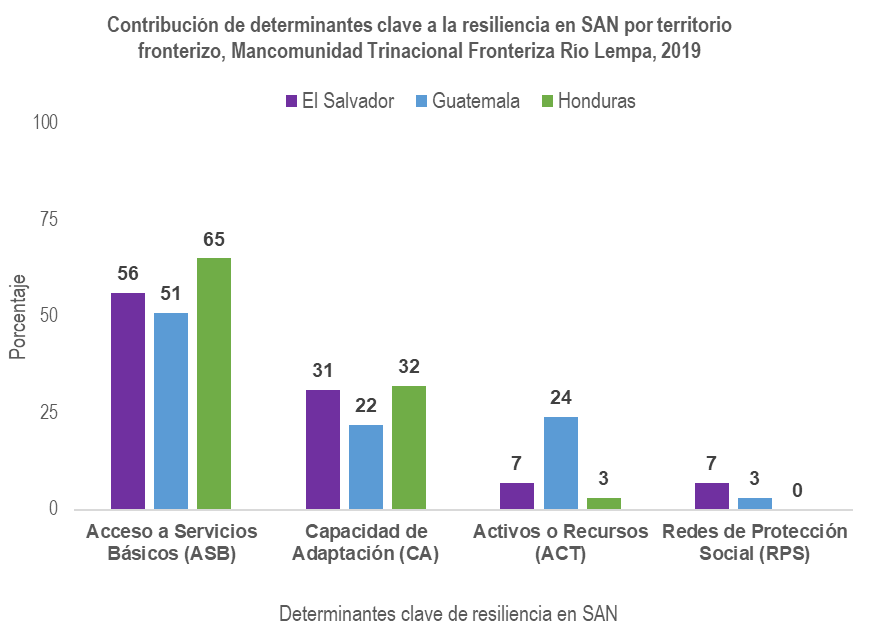 Contribución de determinantes clave a la resiliencia en SAN por territorio
fronterizo, Mancomunidad Trinacional Fronteriza Río Lempa, 2019
El Salvador Guatemala Honduras
Porcentaje
100
75
50
25
0
56
51
65
31
22
32
7
24
3
7
3
0
Acceso a Servicios
Básicos (ASB)
Capacidad de
Adaptación (CA)
Activos o Recursos
(ACT)
Redes de Protección
Social (RPS)
Determinantes clave de resiliencia en SAN